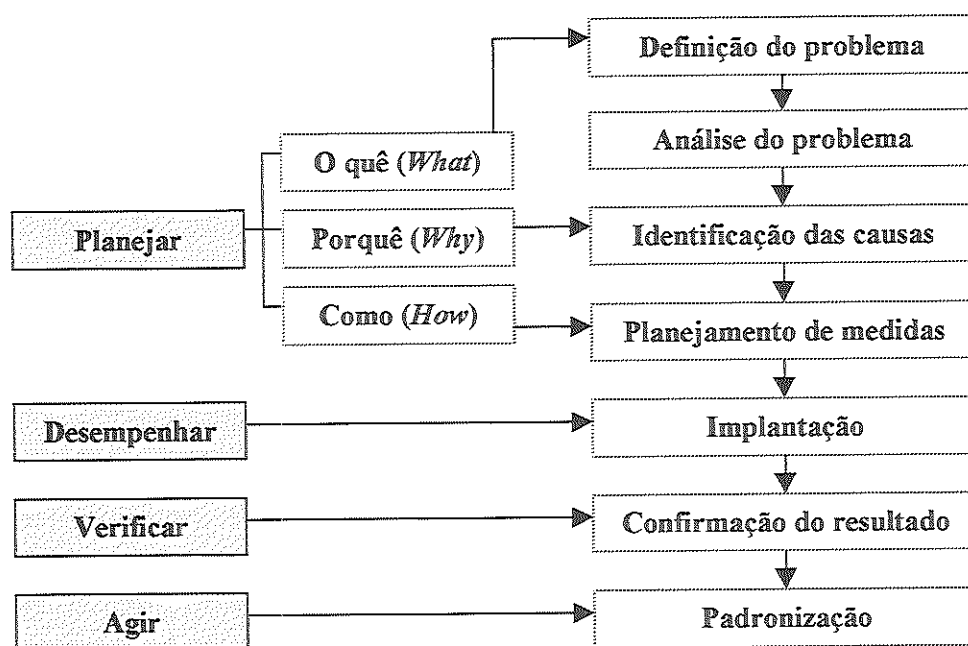 Definição do problema
Análise do problema
O quê (What)
Planejar
Porquê (Why)
Identificação das causas
Como (How)
Planejamento de medidas
Desempenhar
Implantação
Verificar
Confirmação do resultado
Agir
Padronização